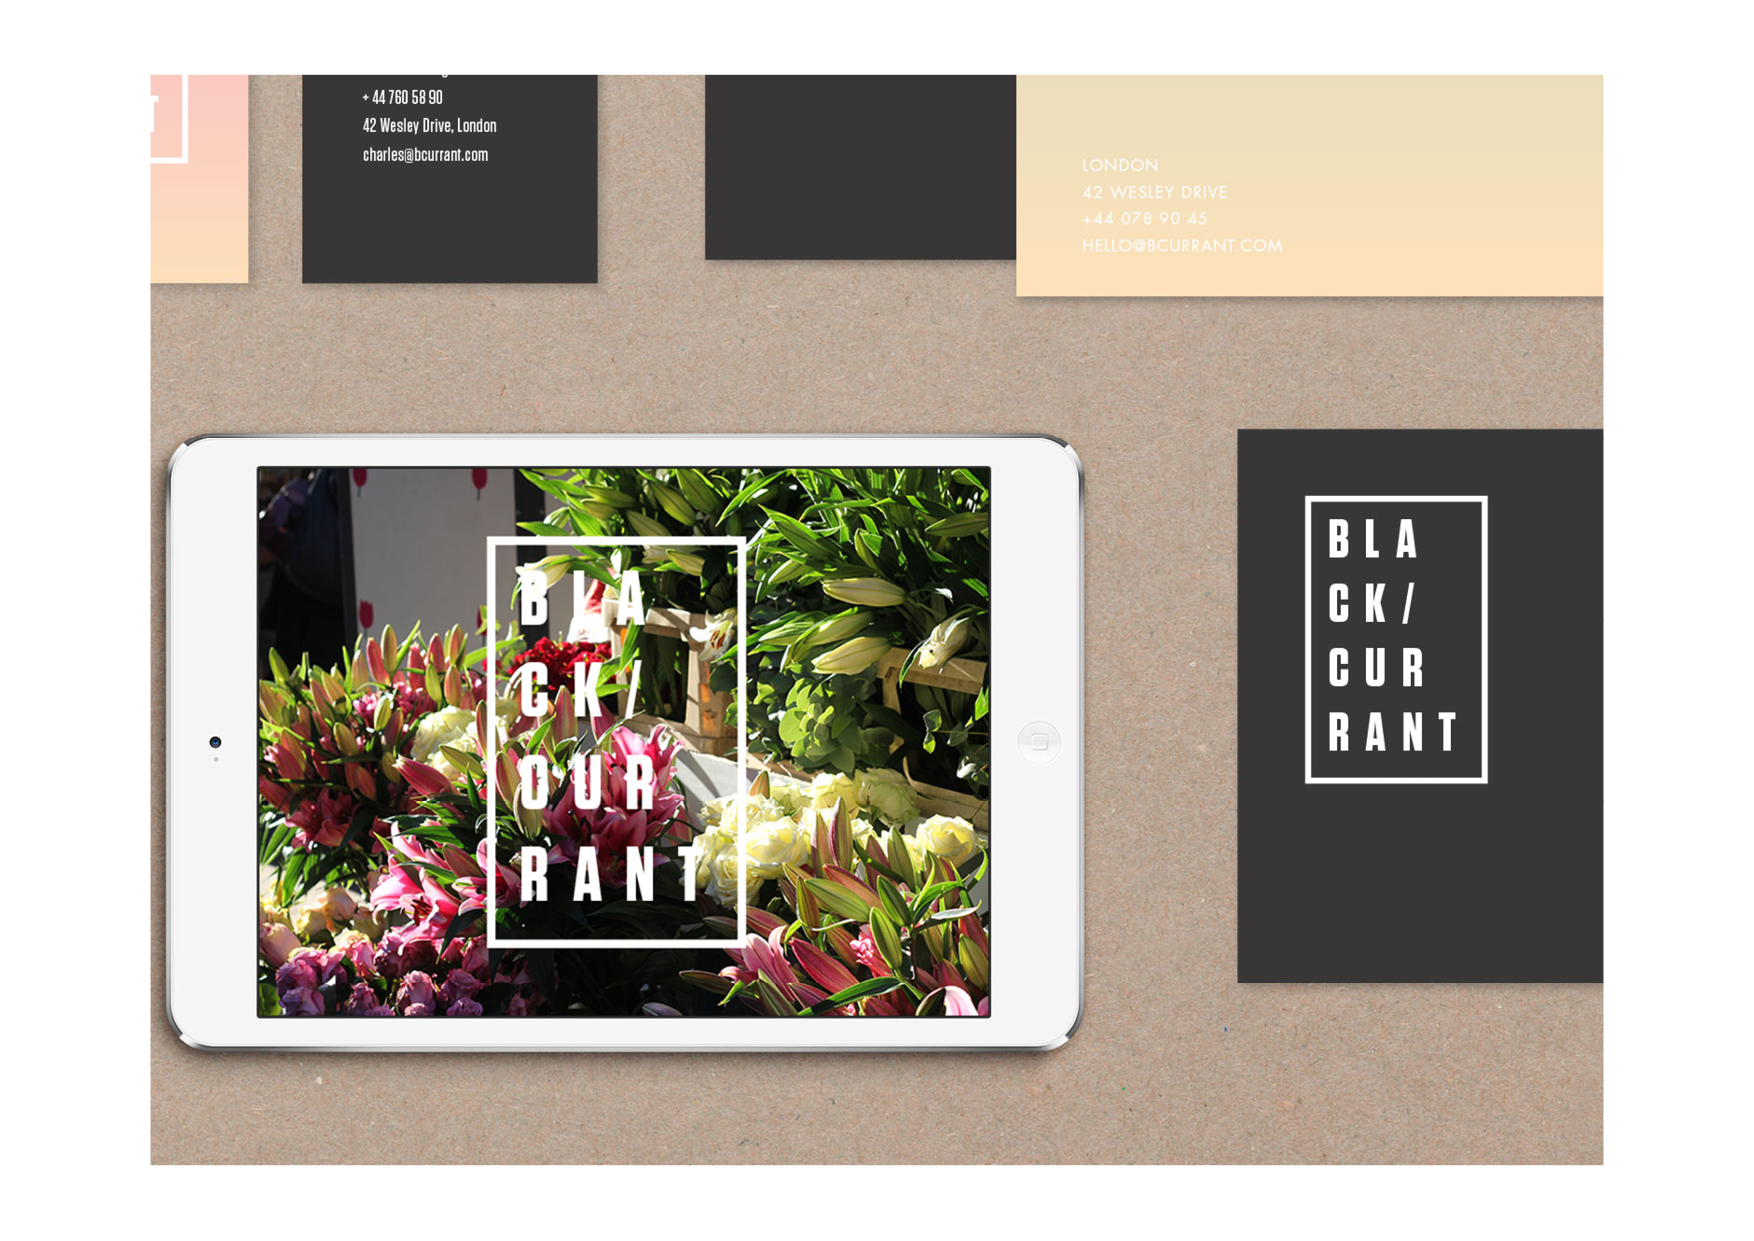 T
+ 44 760 58 90
42 Wesley Drive, London
charles@bcurrant.com
LONDON
42 WESLEY DRIVE
+44 078 90 45
HELLO@BCURRANT.COM
BLA
CK/
OUR
RANT
BLA
CK/
CUR
RANT